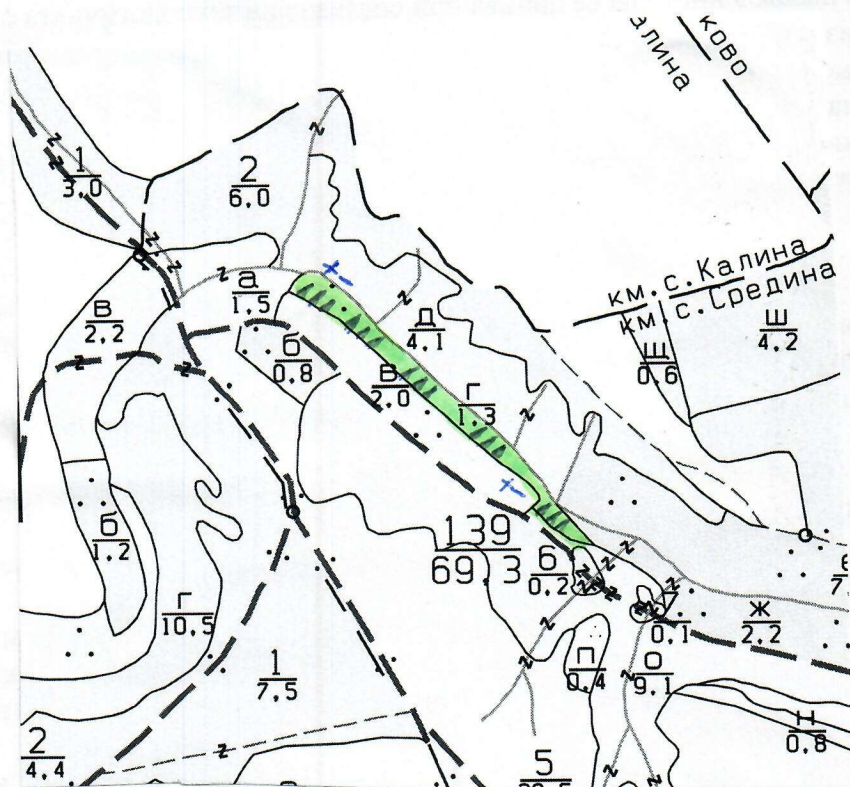 ково
алина
1
3,0
2
6,0
а
1,5
в
2,2
б
0,8
д
4,1
в
2,0
г
1,3
км.с.Калина
км.с.Средина
щ
0,6
ш
4,2
б
1,2
г
10,5
139
69,3
б
0,2
0,1
ж
2,2
7
п
0,4
о
9,1
н
0,8
1
7,5
2
4,4
5